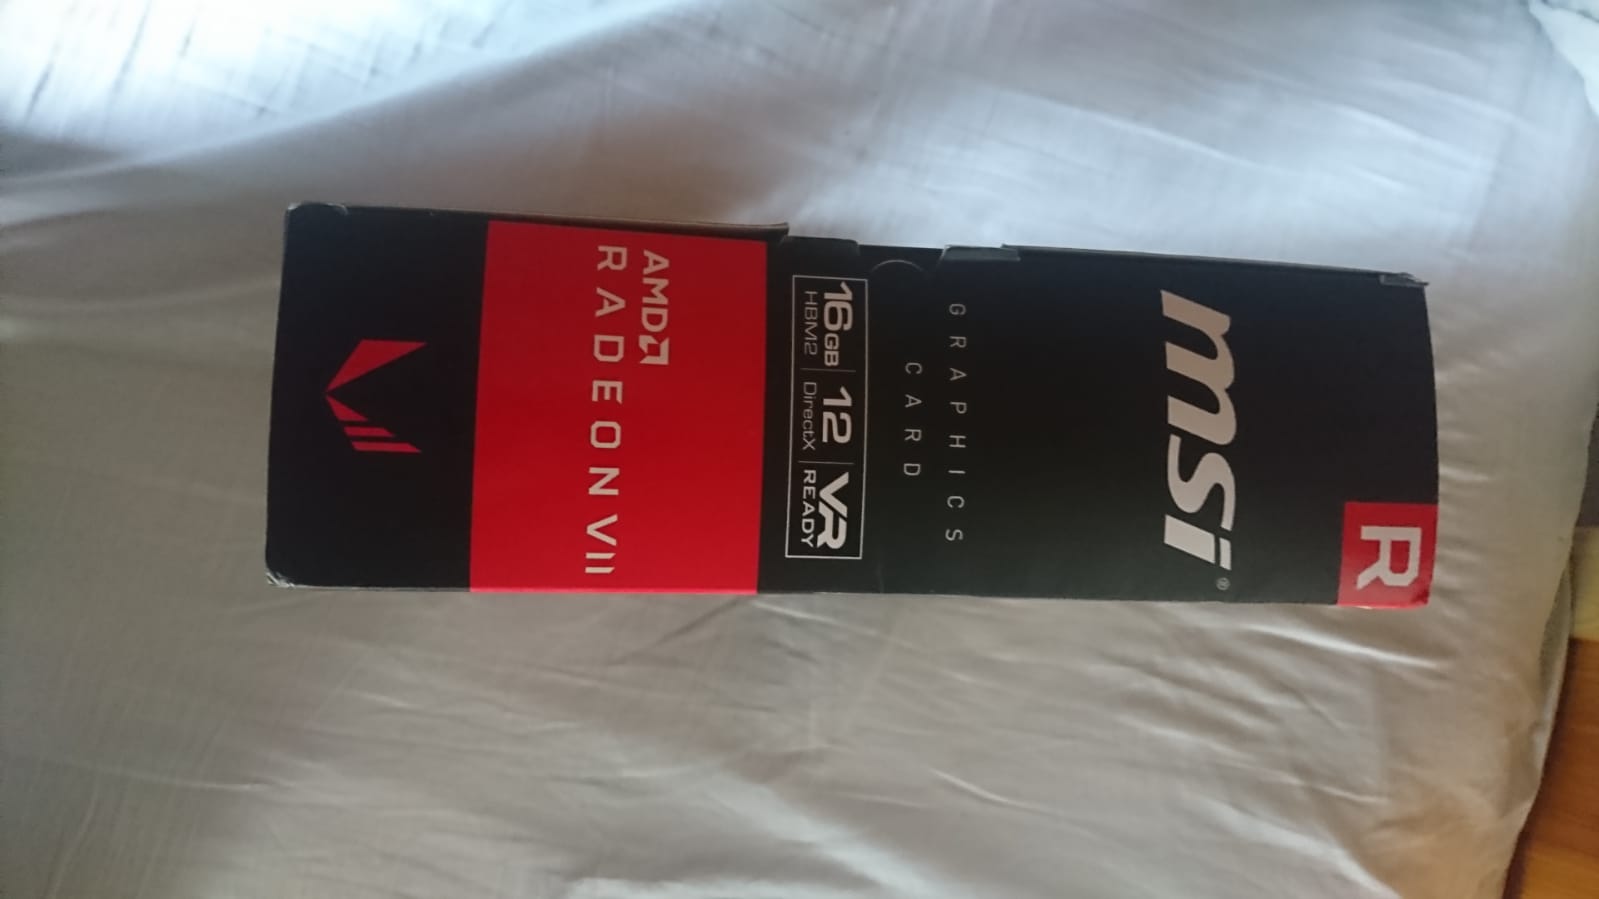 R
msi®
GRAPHICS
CARD
16GB 12 VR
HBM2 DirectX READY
AMD
RADEON VII